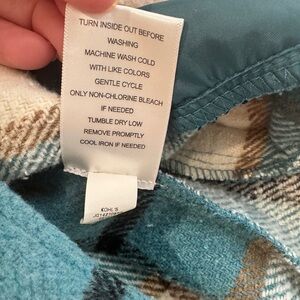 TURN INSIDE OUT BEFORE
WASHING
MACHINE WASH COLD
WITH LIKE COLORS
GENTLE CYCLE
ONLY NON-CHLORINE BLEACH
IF NEEDED
TUMBLE DRY LOW
REMOVE PROMPTLY
COOL IRON IF NEEDED
KOHL'S